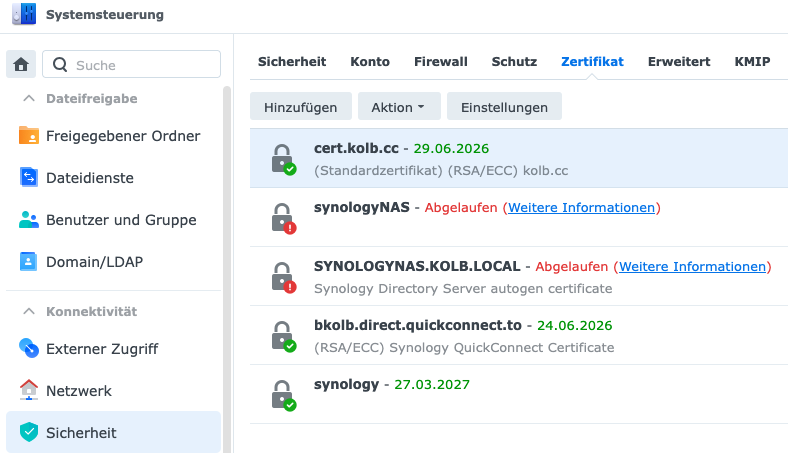 Systemsteuerung
Suche
Dateifreigabe
Freigegebener Ordner
Dateidienste
Benutzer und Gruppe
Domain/LDAP
Konnektivität
Externer Zugriff
Netzwerk
Sicherheit
Sicherheit Konto Firewall Schutz Zertifikat Erweitert KMIP
Hinzufügen Aktion Einstellungen
cert.kolb.cc - 29.06.2026
(Standardzertifikat) (RSA/ECC) kolb.cc
synologyNAS - Abgelaufen (Weitere Informationen)
SYNOLOGYNAS.KOLB.LOCAL - Abgelaufen (Weitere Informationen)
Synology Directory Server autogen certificate
bkolb.direct.quickconnect.to - 24.06.2026
(RSA/ECC) Synology QuickConnect Certificate
synology - 27.03.2027